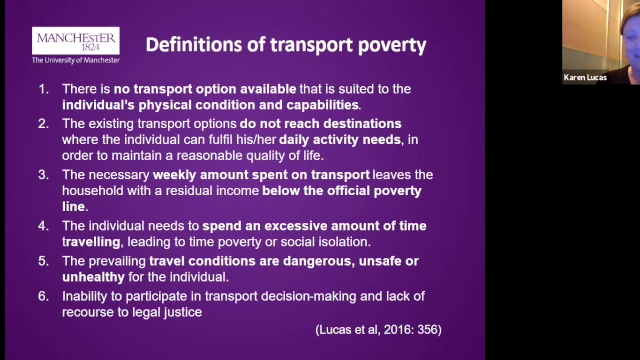 MANCHESTER
1824
The University of Manchester
Definitions of transport poverty
1. There is no transport option available that is suited to the
individual's physical condition and capabilities.
2. The existing transport options do not reach destinations
where the individual can fulfil his/her daily activity needs, in
order to maintain a reasonable quality of life.
3. The necessary weekly amount spent on transport leaves the
household with a residual income below the official poverty
line.
4. The individual needs to spend an excessive amount of time
travelling, leading to time poverty or social isolation.
5. The prevailing travel conditions are dangerous, unsafe or
unhealthy for the individual.
6. Inability to participate in transport decision-making and lack of
recourse to legal justice
(Lucas et al, 2016: 356)
Karen Lucas